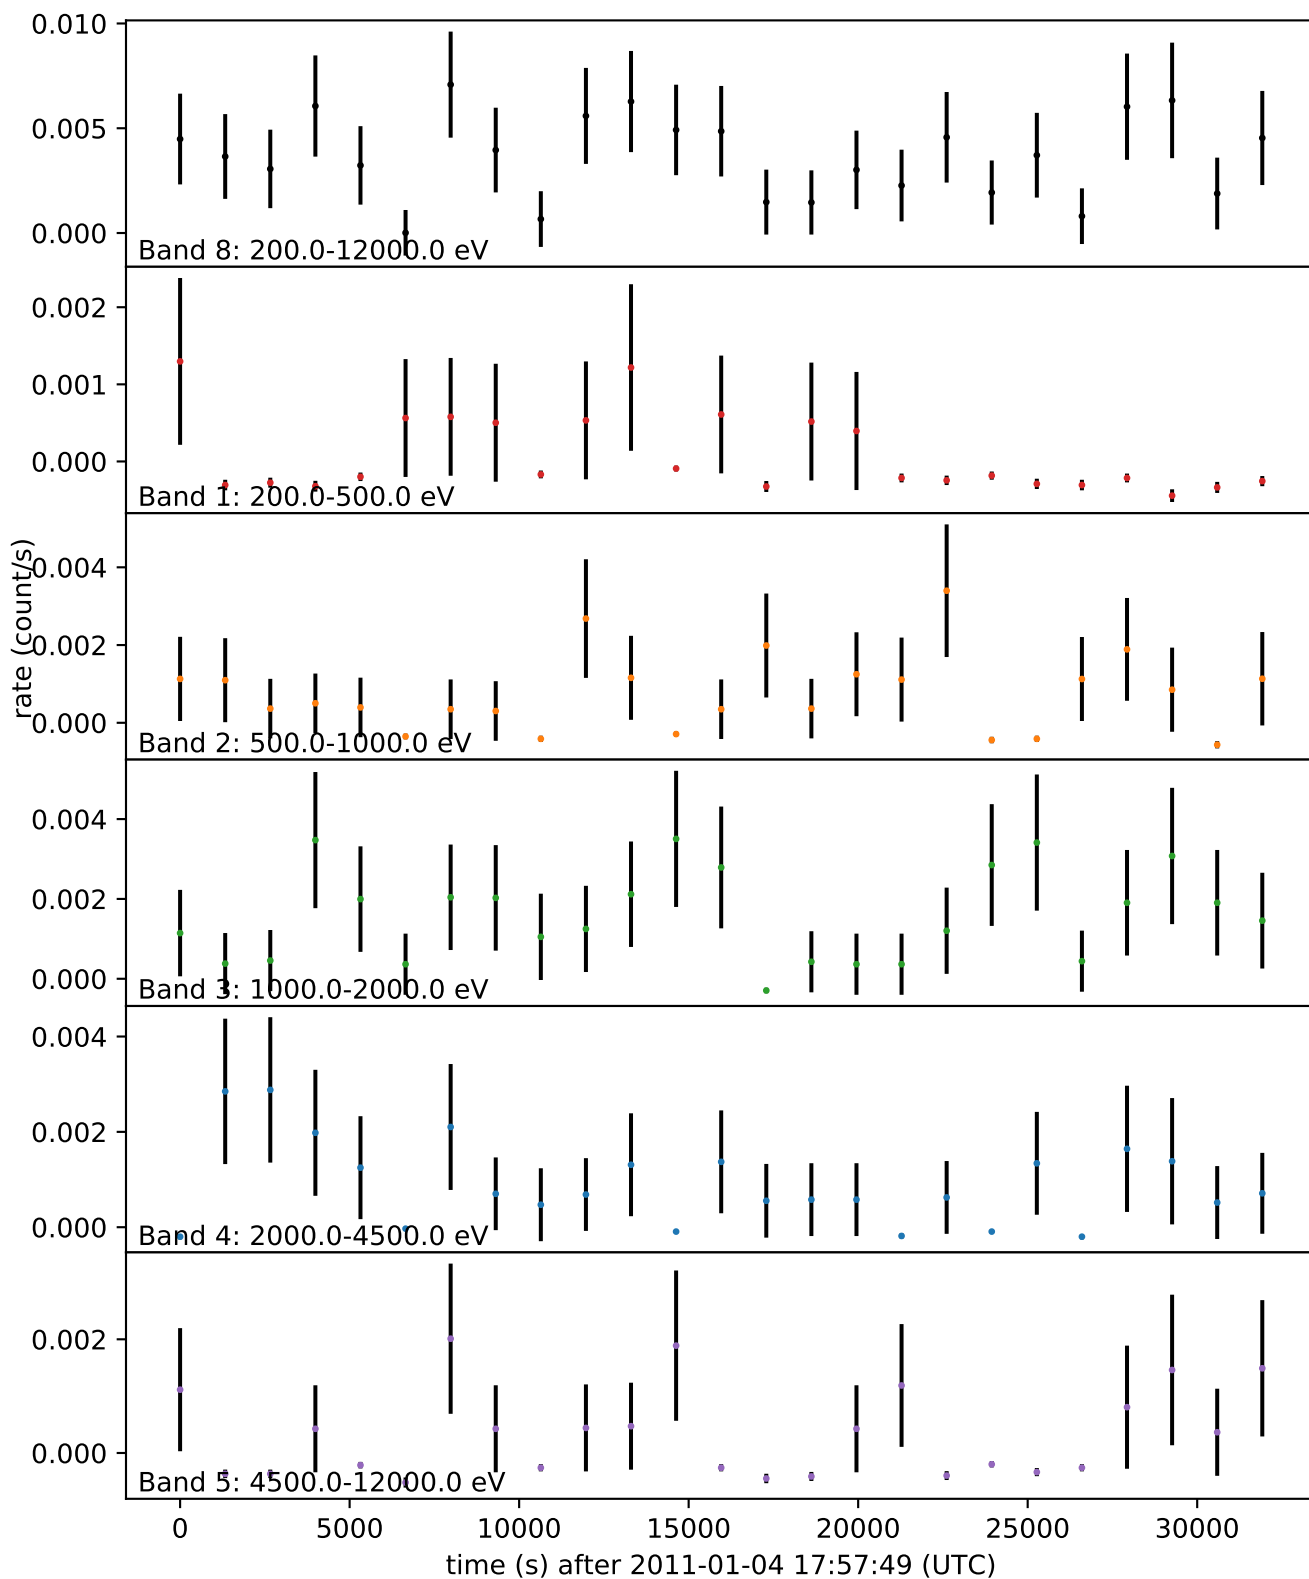 0.010
0.005
0.000
Band 8: 200.0-12000.0 eV
0.002
0.001
0.000
Band 1: 200.0-500.0 eV
rate (count/s)
0.004
0.002
0.000
Band 2: 500.0-1000.0 eV
0.004
0.002
0.000
Band 3: 1000.0-2000.0 eV
0.004
0.002
0.000
Band 4: 2000.0-4500.0 eV
0.002
0.000
Band 5: 4500.0-12000.0 eV
0 5000 10000 15000 20000 25000 30000
time (s) after 2011-01-04 17:57:49 (UTC)